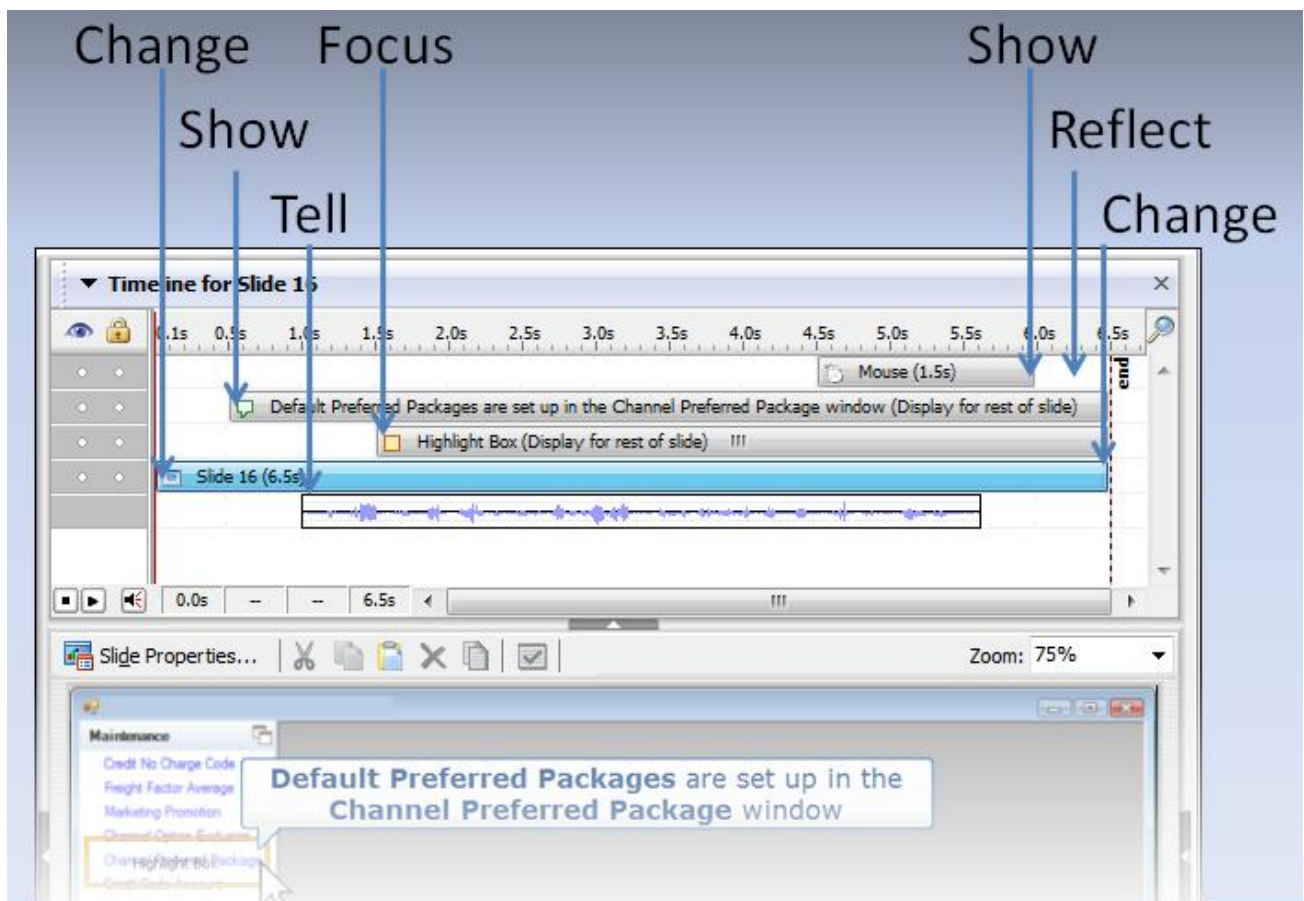 Change Focus Show
Show Reflect
Tell Change
Timeline for Slide 16
0.1s 0.5s 1.0s 1.5s 2.0s 2.5s 3.0s 3.5s 4.0s 4.5s 5.0s 5.5s 6.0s 6.5s
Mouse (1.5s)
end
Default Preferred Packages are set up in the Channel Preferred Package window (Display for rest of slide)
Highlight Box (Display for rest of slide)
Slide 16 (6.5s)
0.0s -- -- 6.5s
Slide Properties... Zoom: 75%
Maintenance
Credit No Charge Code
Freight Factor Average
Marketing Promotion
Default Preferred Packages are set up in the
Channel Preferred Package window
Highlight Box